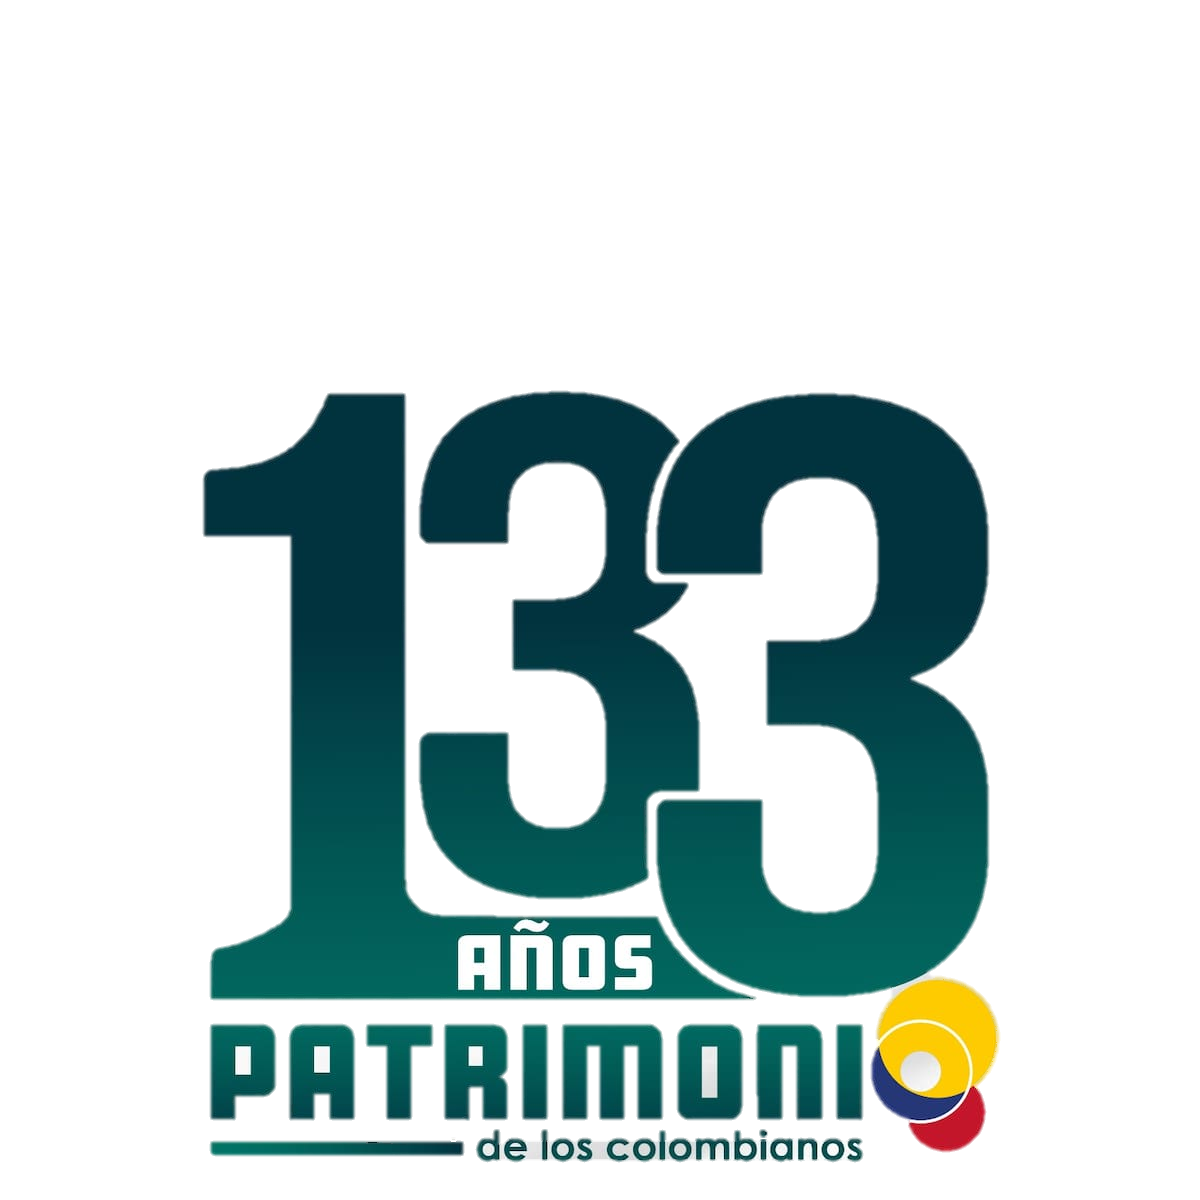 133
AÑOS
PATRIMONIO
de los colombianos